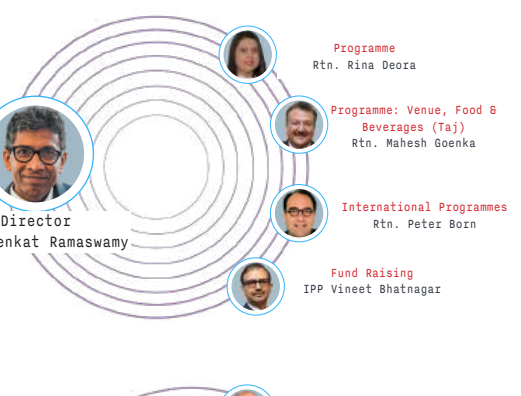 Programme
Rtn. Rina Deora
Programme: Venue, Food &
Beverages (Taj)
Rtn. Mahesh Goenka
International Programmes
Rtn. Peter Born
Director
Ramaswamy
Fund Raising
IPP Vineet Bhatnagar